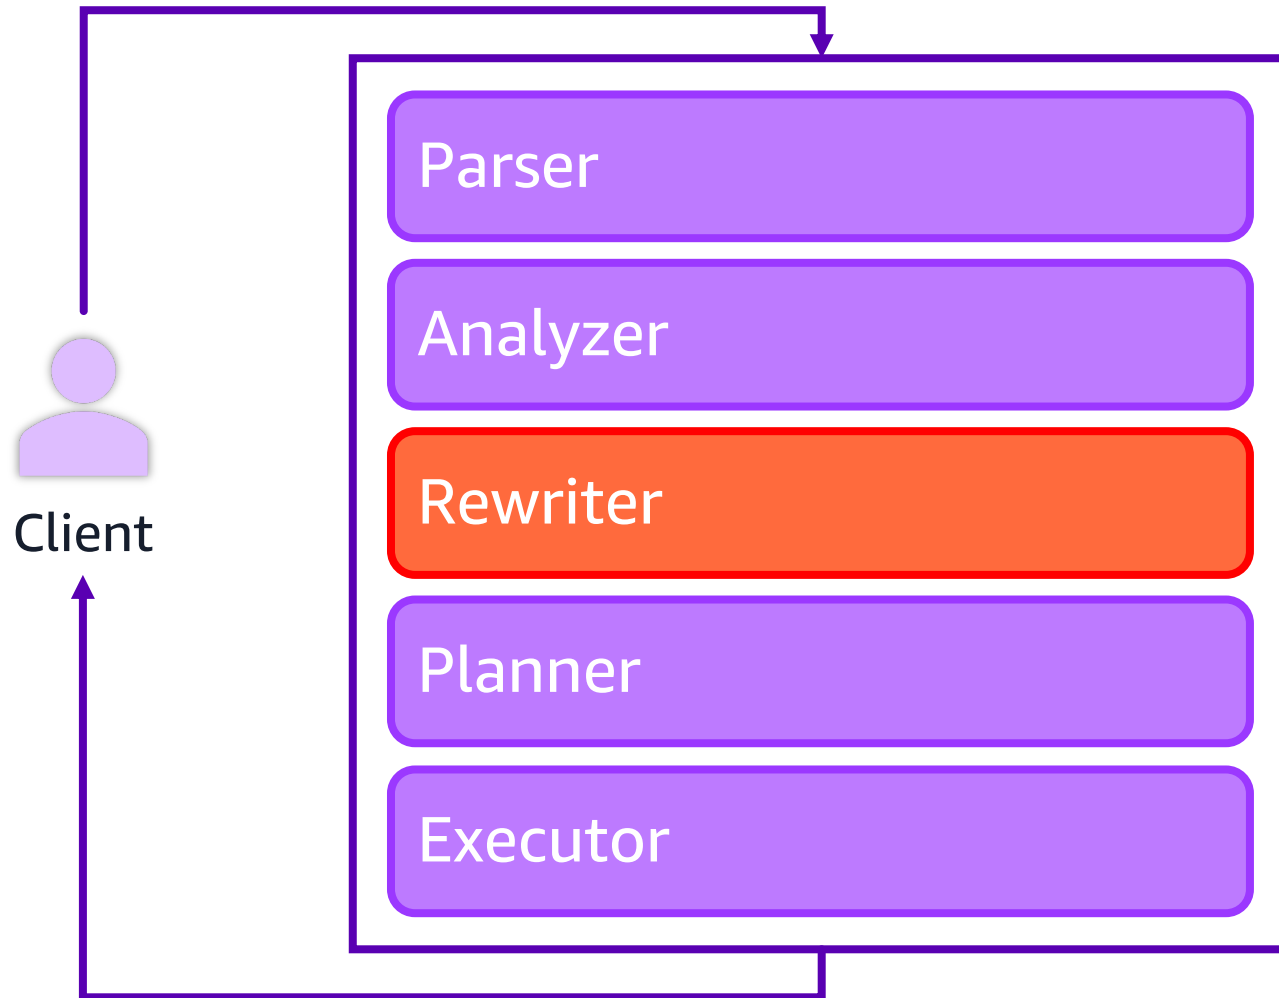 Parser
Analyzer
Rewriter
Client
Planner
Executor